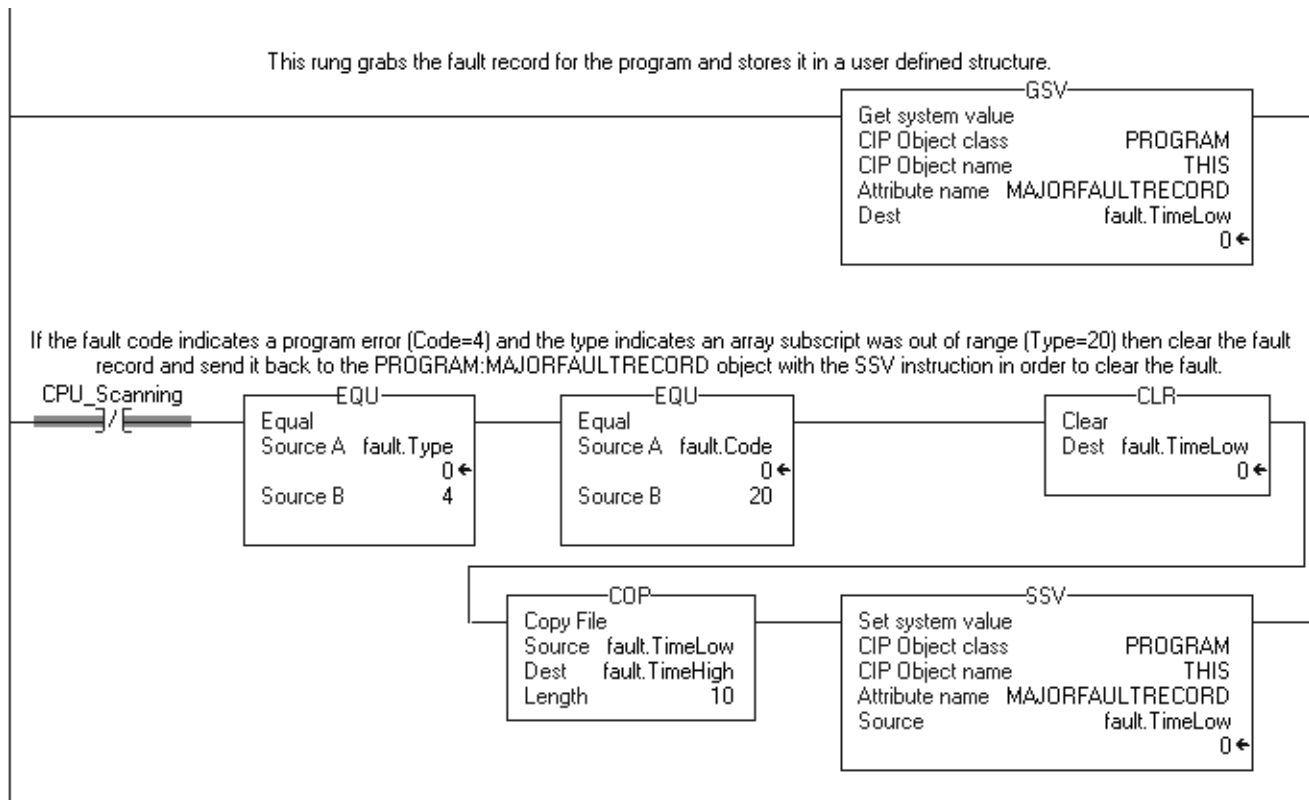 This rung grabs the fault record for the program and stores it in a user defined structure.
GSV
Get system value
CIP Object class PROGRAM
CIP Object name THIS
Attribute name MAJORFAULTRECORD
Dest fault.TimeLow
0
If the fault code indicates a program error (Code=4) and the type indicates an array subscript was out of range (Type=20) then clear the fault
record and send it back to the PROGRAM:MAJORFAULTRECORD object with the SSV instruction in order to clear the fault.
CPU_Scanning
EQU
Equal
Source A fault.Type
0
Source B 4
EQU
Equal
Source A fault.Code
0
Source B 20
CLR
Clear
Dest fault.TimeLow
0
COP
Copy File
Source fault.TimeLow
Dest fault.TimeHigh
Length 10
SSV
Set system value
CIP Object class PROGRAM
CIP Object name THIS
Attribute name MAJORFAULTRECORD
Source fault.TimeLow
0